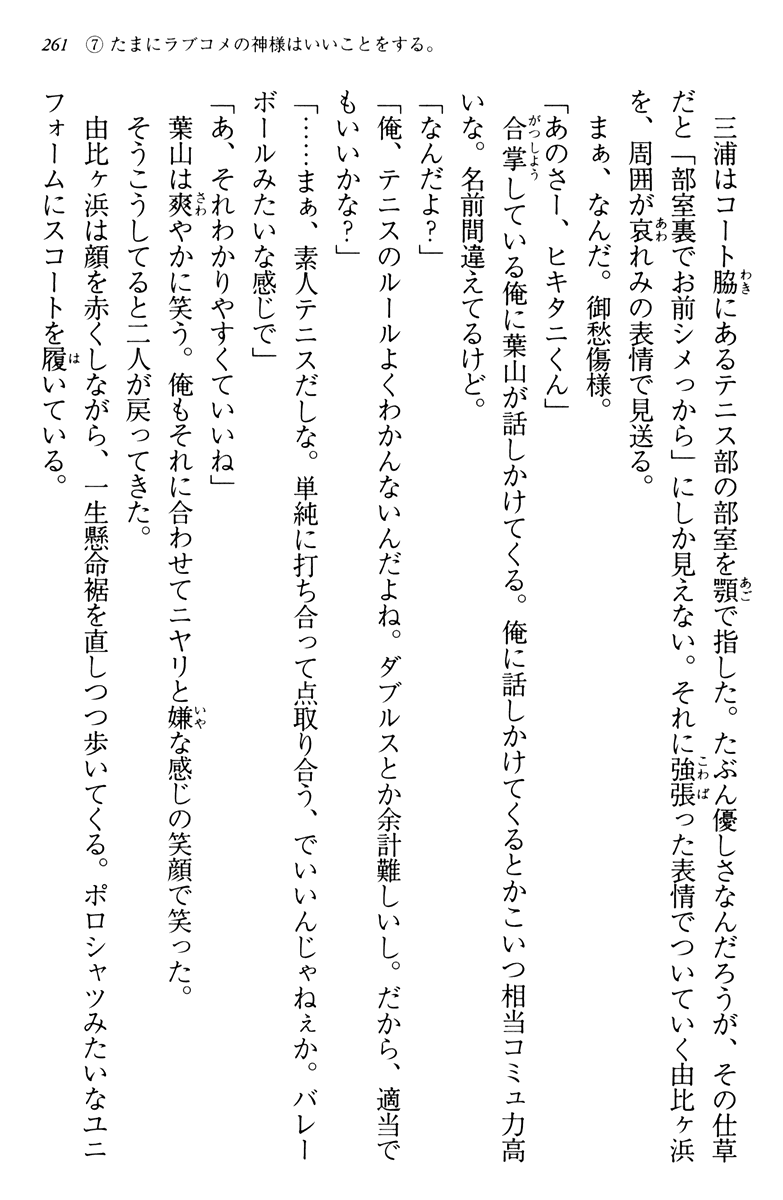 261 ⑦ たまにラブコメの神様はいいことをする。
三浦はコート脇にあるテニス部の部室を顎で指した。たぶん優しさなんだろうが、その仕草
だと「部室裏でお前シメっから」にしか見えない。それに強張った表情でついていく由比ヶ浜
を、周囲が哀れみの表情で見送る。
まぁ、なんだ。御愁傷様。
「あのさー、ヒキタニくん」
合掌している俺に葉山が話しかけてくる。俺に話しかけてくるとかこいつ相当コミュ力高
いな。名前間違えてるけど。
「なんだよ?」
「俺、テニスのルールよくわかんないんだよね。ダブルスとか余計難しいし。だから、適当で
もいいかな?」
「……まぁ、素人テニスだしな。単純に打ち合って点取り合う、でいいんじゃねぇか。バレー
ボールみたいな感じで」
「あ、それわかりやすくていいね」
葉山は爽やかに笑う。俺もそれに合わせてニヤリと嫌な感じの笑顔で笑った。
そうこうしてると二人が戻ってきた。
由比ヶ浜は顔を赤くしながら、一生懸命裾を直しつつ歩いてくる。ポロシャツみたいなユニ
フォームにスコートを履いている。